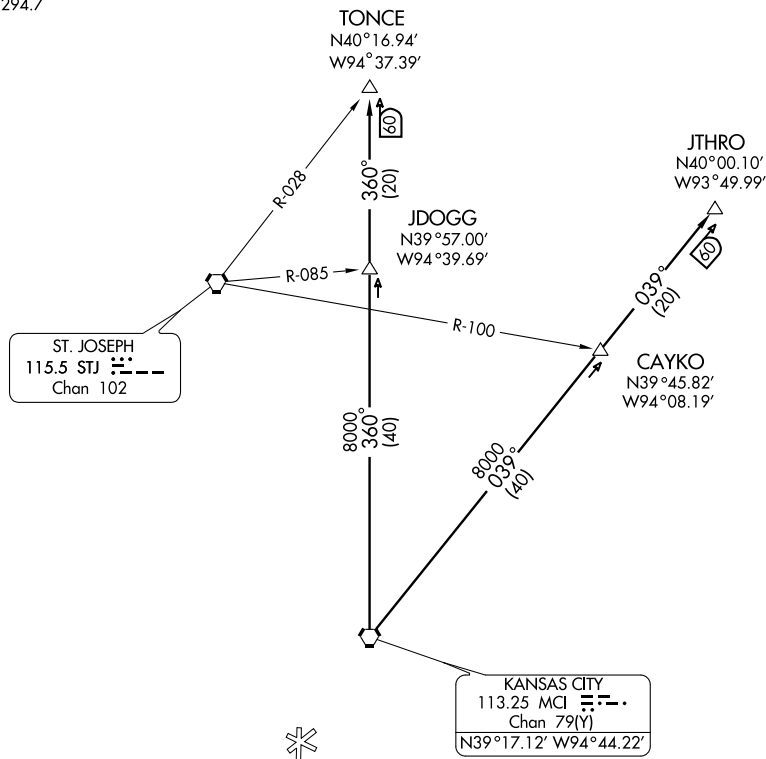 294.7
TONCE
N40°16.94'
W94°37.39'
60
JTHRO
N40°00.10'
W93°49.99'
60
R-028
360°
(20)
JDOGG
N39°57.00'
W94°39.69'
R-085
039°
(20)
R-100
ST. JOSEPH
115.5 STJ
Chan 102
CAYKO
N39°45.82'
W94°08.19'
8000
360°
(40)
8000
039°
(40)
KANSAS CITY
113.25 MCI
Chan 79(Y)
N39°17.12' W94°44.22'